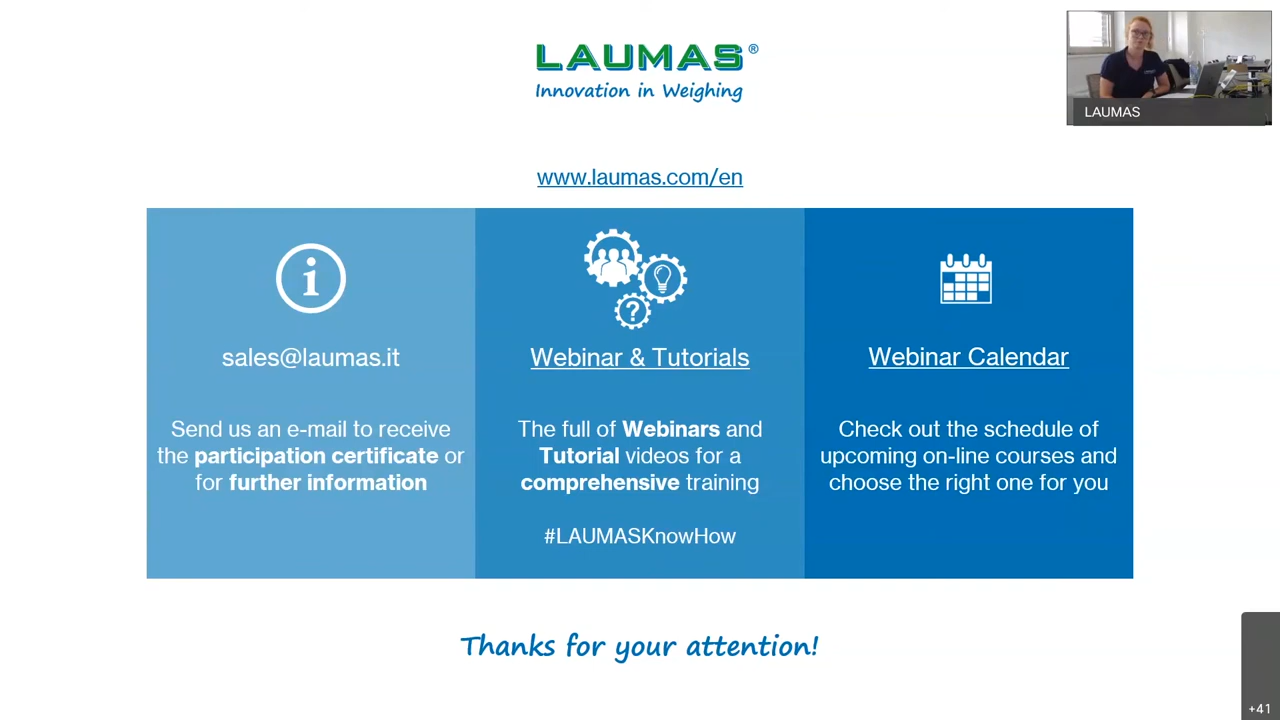 LAUMAS®
Innovation in Weighing
LAUMAS
www.laumas.com/en
sales@laumas.it
Send us an e-mail to receive
the participation certificate or
for further information
Webinar & Tutorials
The full of Webinars and
Tutorial videos for a
comprehensive training
#LAUMASKnowHow
Webinar Calendar
Check out the schedule of
upcoming on-line courses and
choose the right one for you
Thanks for your attention!
+41